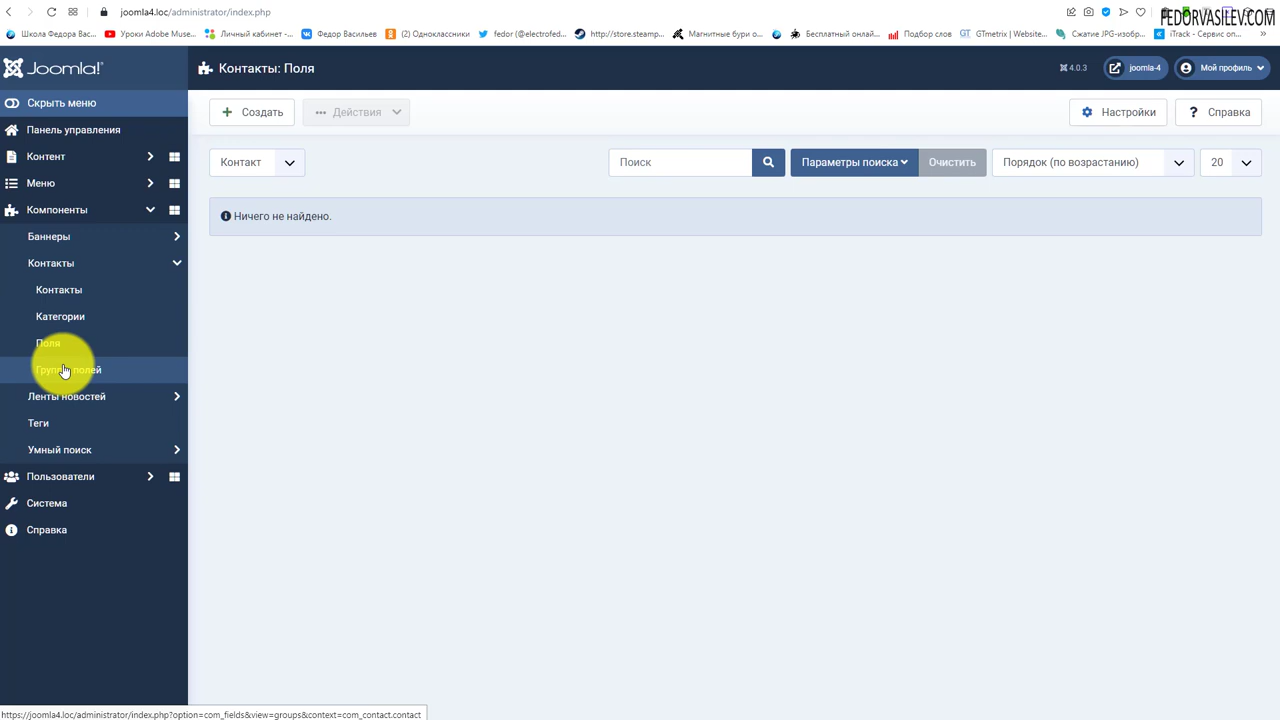 joomla4.loc/administrator/index.php
FEDORVASILEV.COM
Школа Федора Вас...
Уроки Adobe Muse...
Личный кабинет -...
Федор Васильев
(2) Одноклассники
fedor (@electrofed...
http://store.steamp...
Магнитные бури о...
Бесплатный онлай...
Подбор слов
GTmetrix | Website...
Сжатие JPG-изобр...
iTrack - Сервис оп...
Joomla!®
Контакты: Поля
4.0.3
joomla-4
Мой профиль
Скрыть меню
Создать
Действия
Настройки
Справка
Панель управления
Контент
Меню
Компоненты
Баннеры
Контакты
Контакты
Категории
Поля
Группы полей
Ленты новостей
Теги
Умный поиск
Пользователи
Система
Справка
Контакт
Поиск
Параметры поиска
Очистить
Порядок (по возрастанию)
20
Ничего не найдено.
https://joomla4.loc/administrator/index.php?option=com_fields&view=groups&context=com_contact.contact